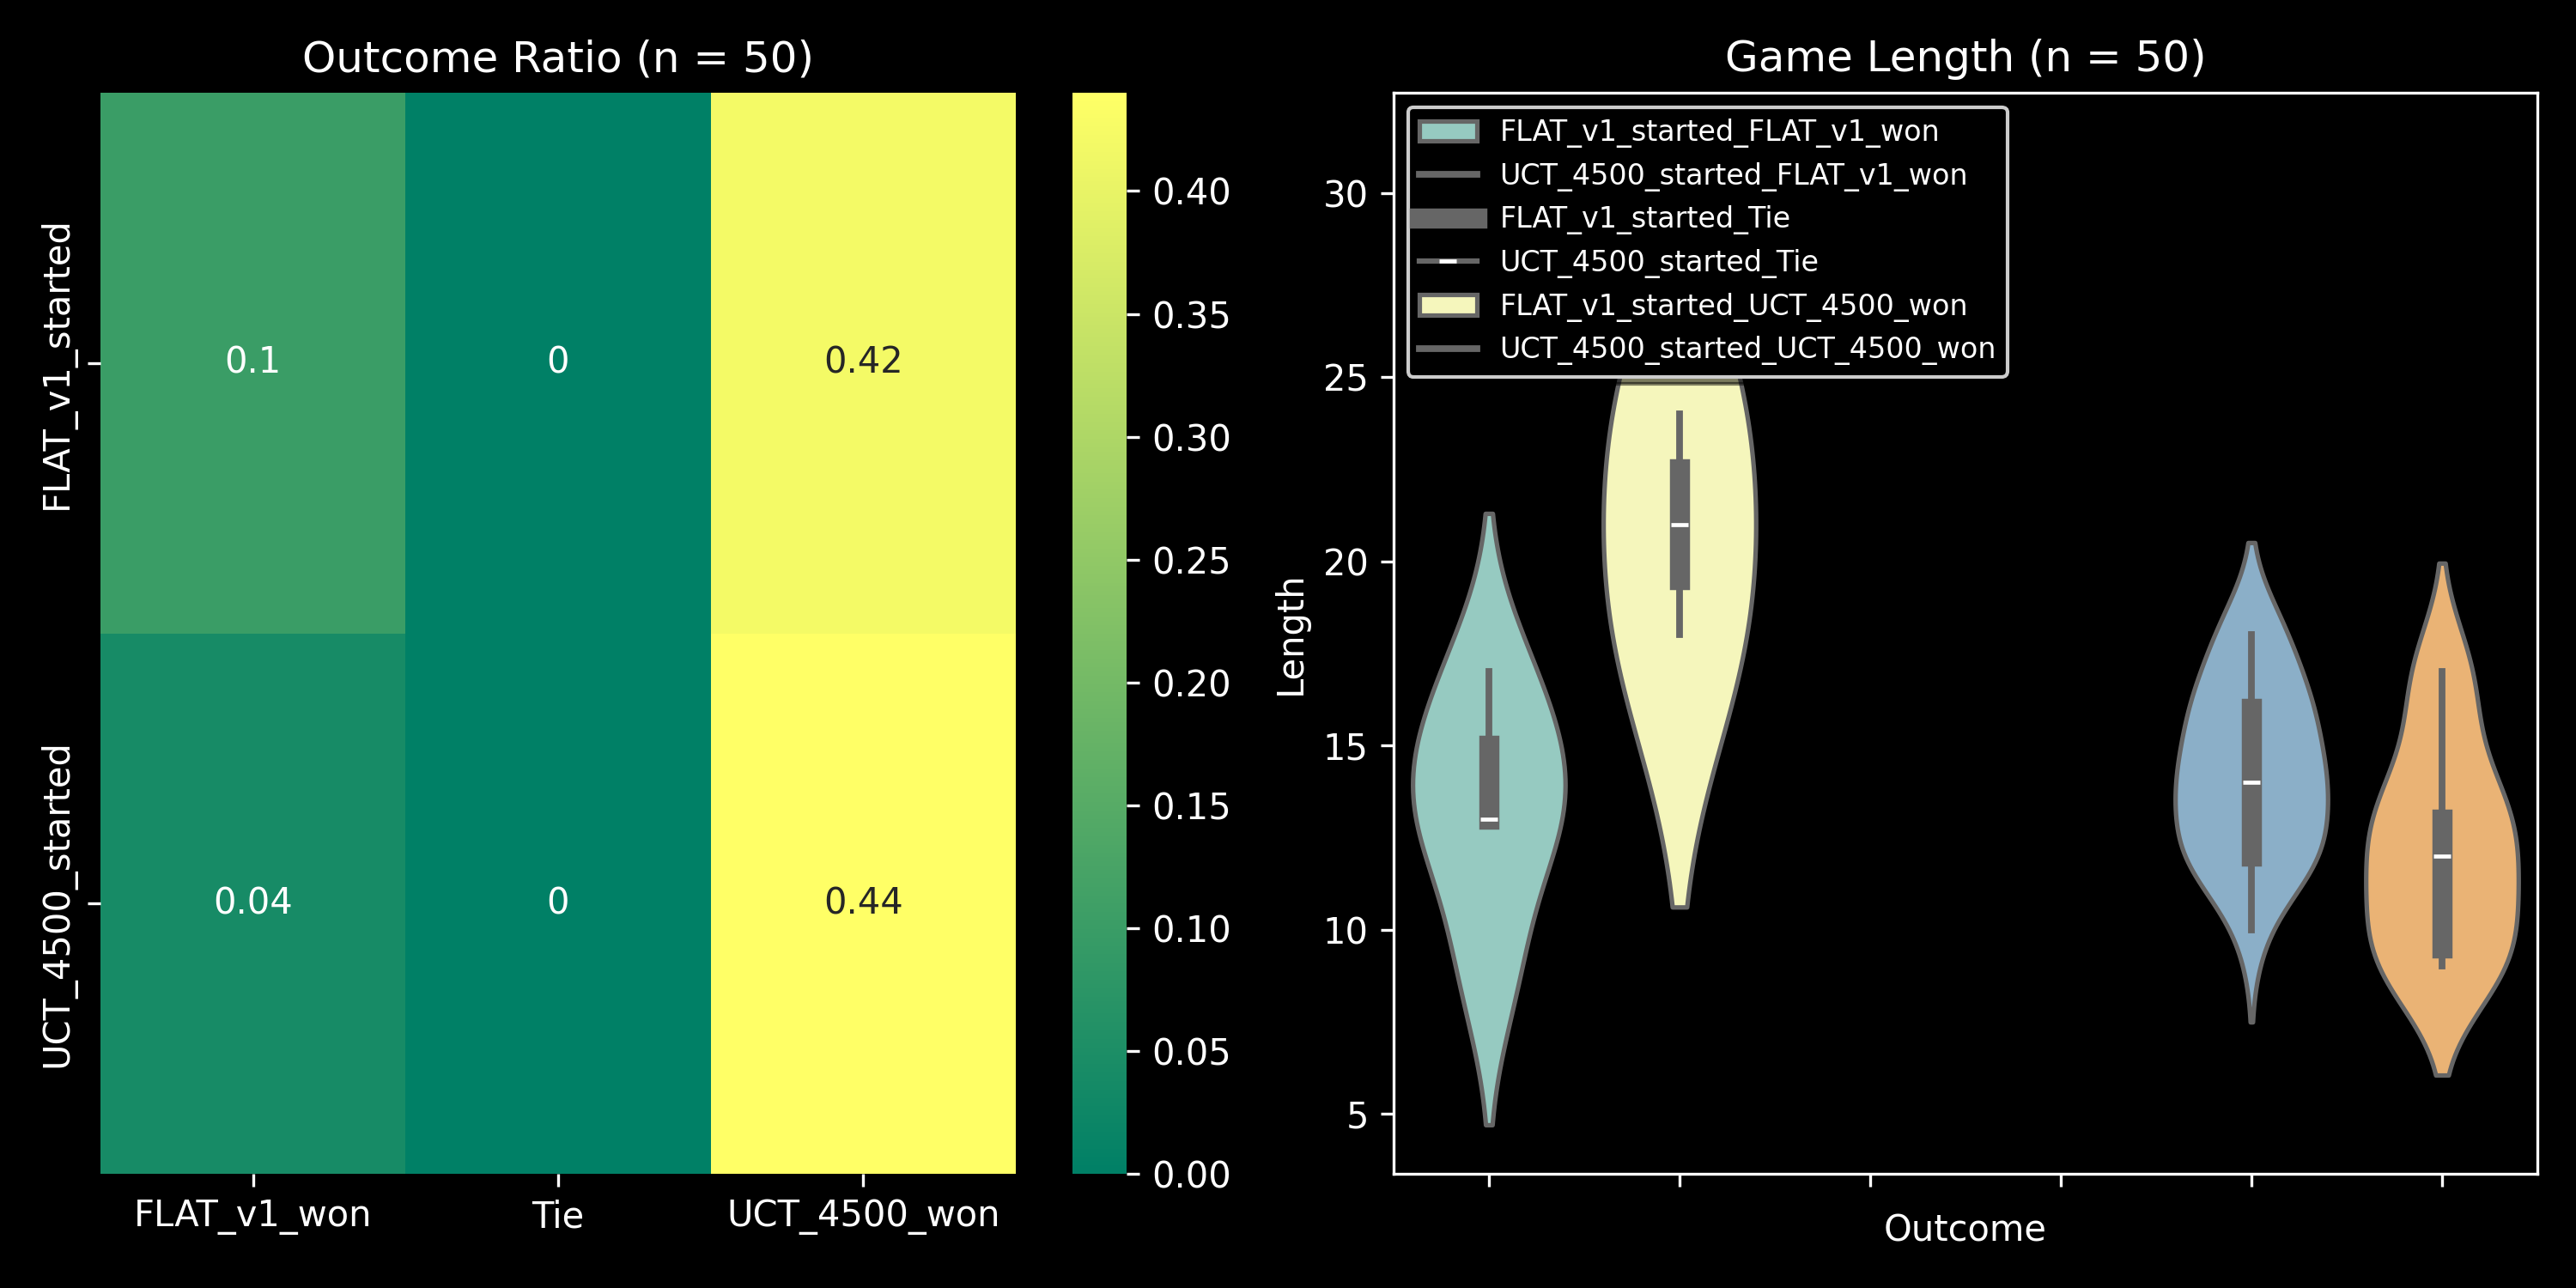 Outcome Ratio (n = 50)
FLAT_v1_started
UCT_4500_started
0.1
0
0.42
0.04
0
0.44
FLAT_v1_won
Tie
UCT_4500_won
0.40
0.35
0.30
0.25
0.20
0.15
0.10
0.05
0.00
Game Length (n = 50)
Length
30
25
20
15
10
5
FLAT_v1_started_FLAT_v1_won
UCT_4500_started_FLAT_v1_won
FLAT_v1_started_Tie
UCT_4500_started_Tie
FLAT_v1_started_UCT_4500_won
UCT_4500_started_UCT_4500_won
Outcome